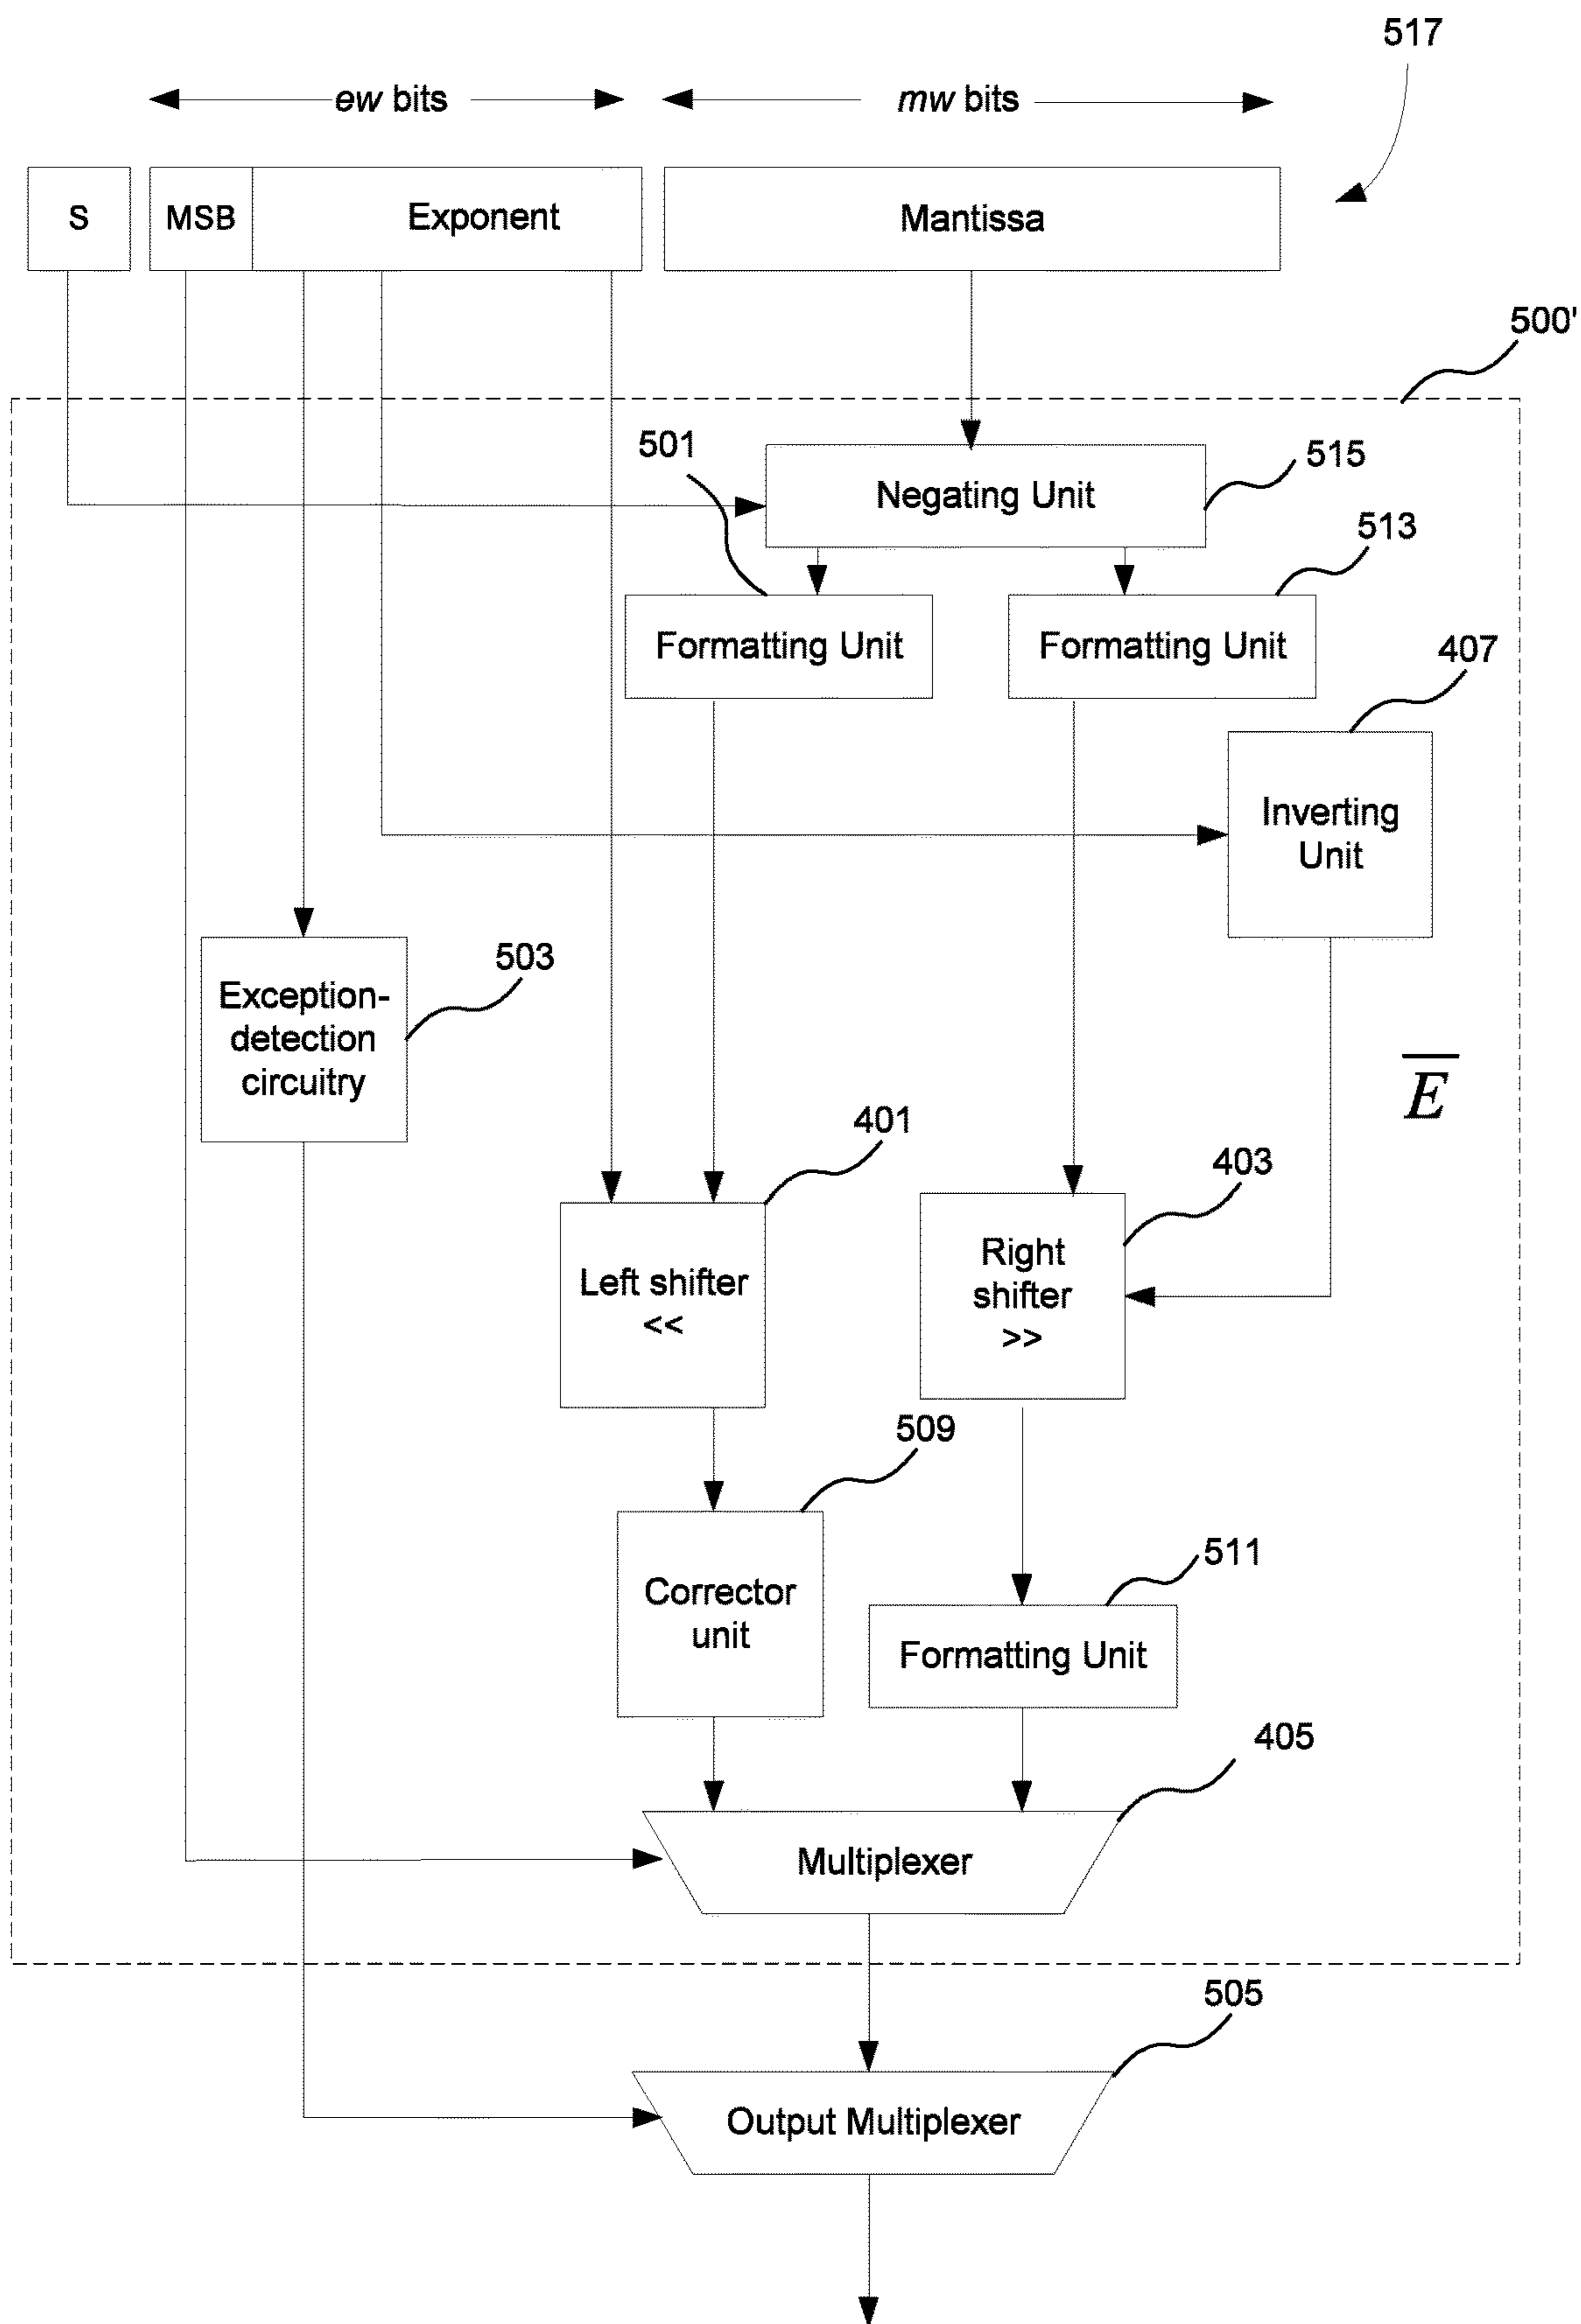 517
ew bits
mw bits
S
MSB
Exponent
Mantissa
500'
501
Negating Unit
515
513
Formatting Unit
Formatting Unit
407
Inverting
Unit
503
Exception-
detection
circuitry
E̅
401
403
Left shifter
<<
Right
shifter
>>
509
Corrector
unit
511
Formatting Unit
405
Multiplexer
505
Output Multiplexer